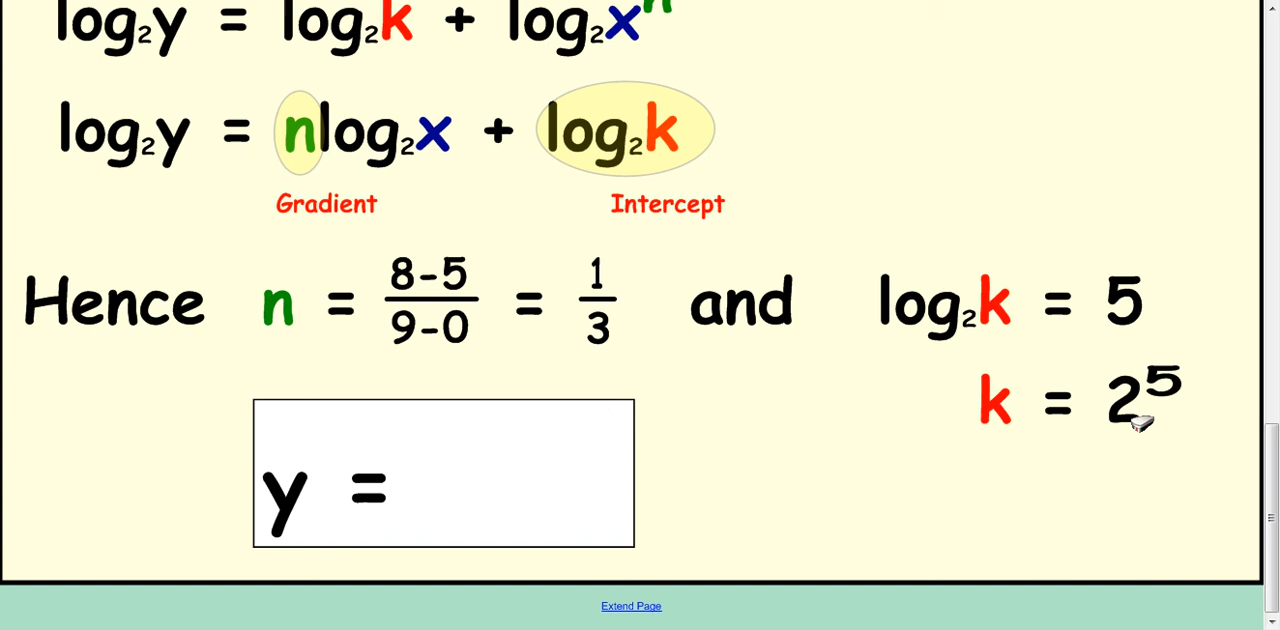 log₂y = log₂k + log₂xⁿ
log₂y = nlog₂x + log₂k
Gradient Intercept
Hence n = 8-5/9-0 = 1/3 and log₂k = 5
k = 2⁵
y =
Extend Page